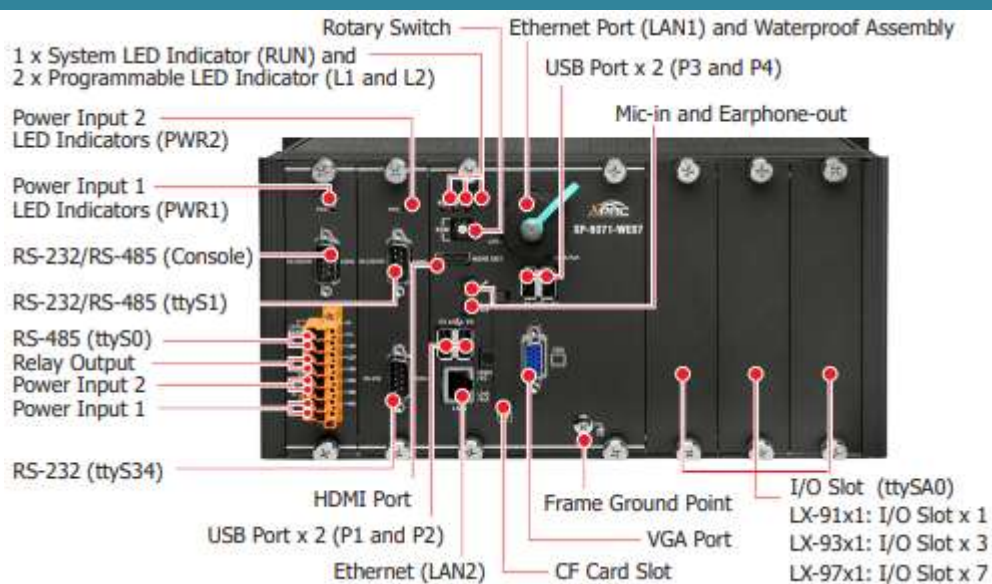 Rotary Switch
Ethernet Port (LAN1) and Waterproof Assembly
1 x System LED Indicator (RUN) and
2 x Programmable LED Indicator (L1 and L2)
USB Port x 2 (P3 and P4)
Mic-in and Earphone-out
Power Input 2
LED Indicators (PWR2)
Power Input 1
LED Indicators (PWR1)
XPAC
XP-9371-WES7
RS-232/RS-485 (Console)
RS-232/RS-485 (ttyS1)
RS-485 (ttyS0)
Relay Output
Power Input 2
Power Input 1
RS-232 (ttyS34)
HDMI Port
USB Port x 2 (P1 and P2)
Ethernet (LAN2)
CF Card Slot
Frame Ground Point
VGA Port
I/O Slot (ttySA0)
LX-91x1: I/O Slot x 1
LX-93x1: I/O Slot x 3
LX-97x1: I/O Slot x 7